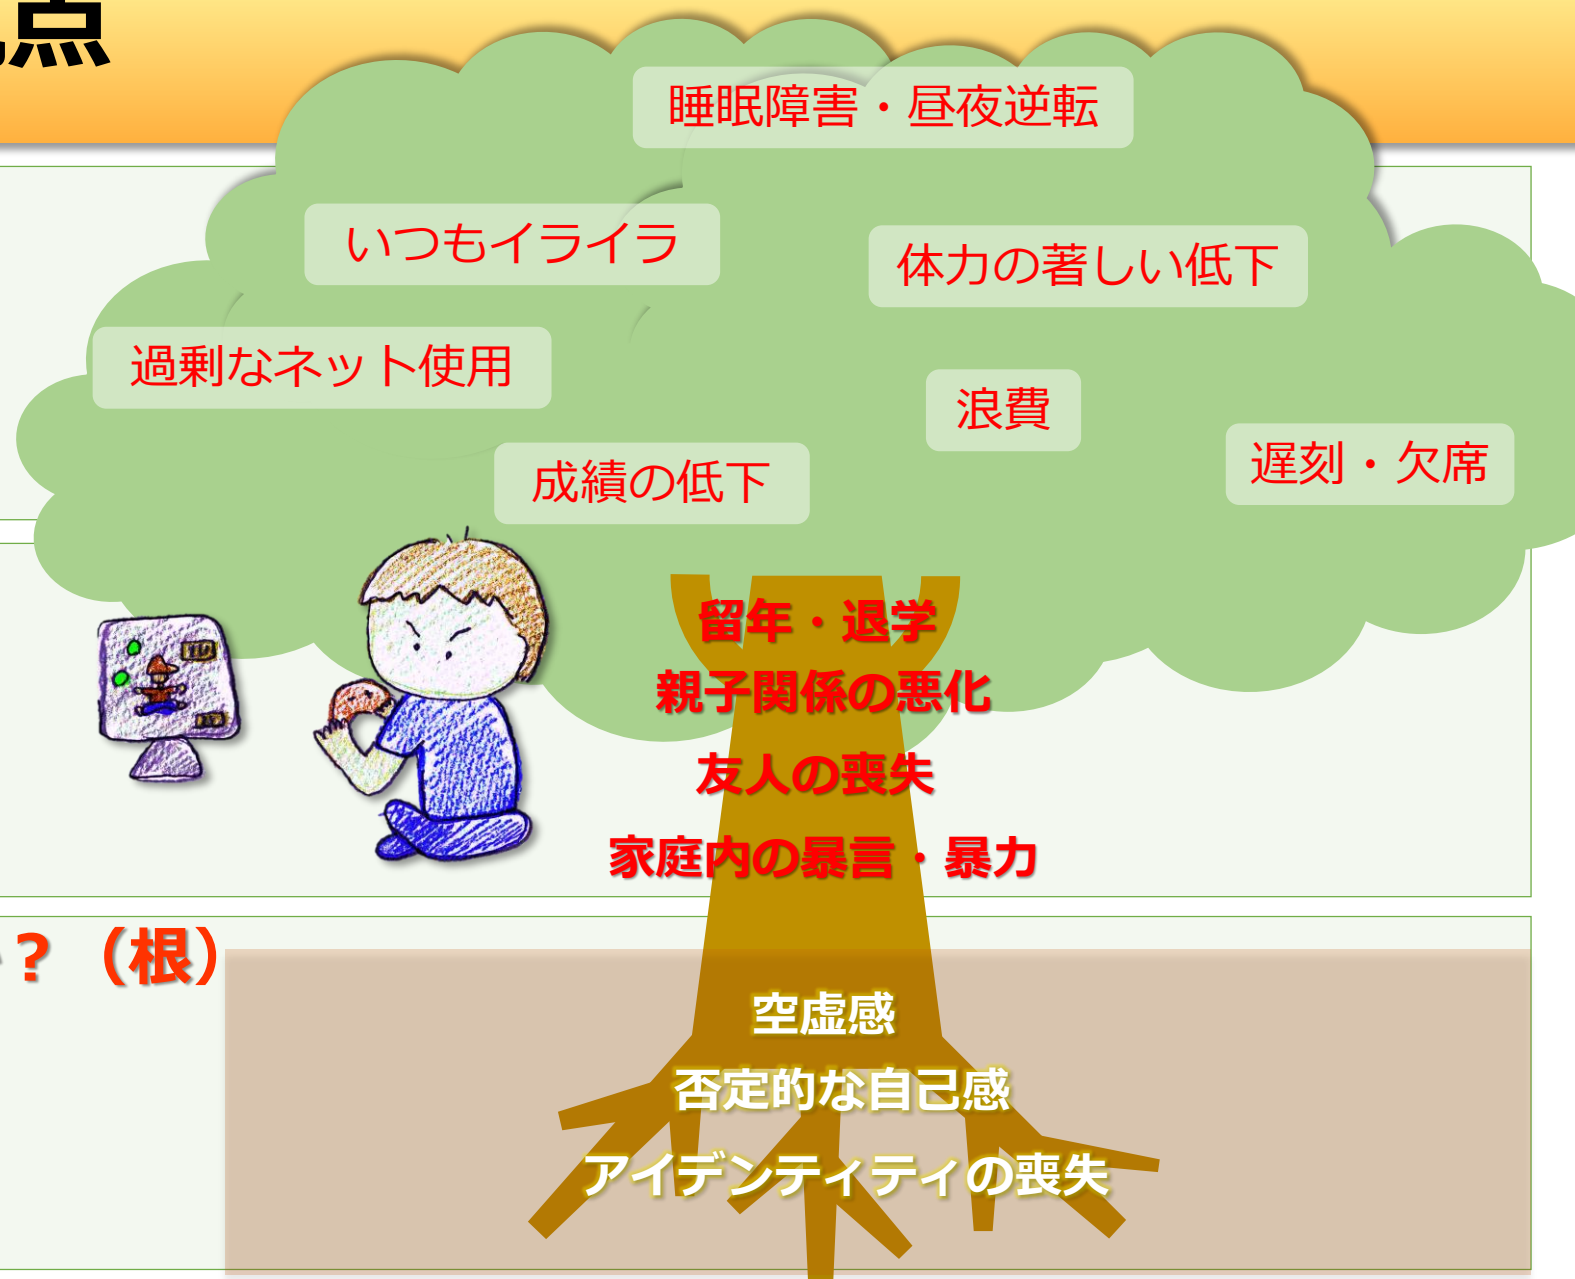 点
睡眠障害・昼夜逆転
いつもイライラ
体力の著しい低下
過剰なネット使用
浪費
成績の低下
遅刻・欠席
留年・退学
親子関係の悪化
友人の喪失
家庭内の暴言・暴力
？（根）
空虚感
否定的な自己感
アイデンティティの喪失